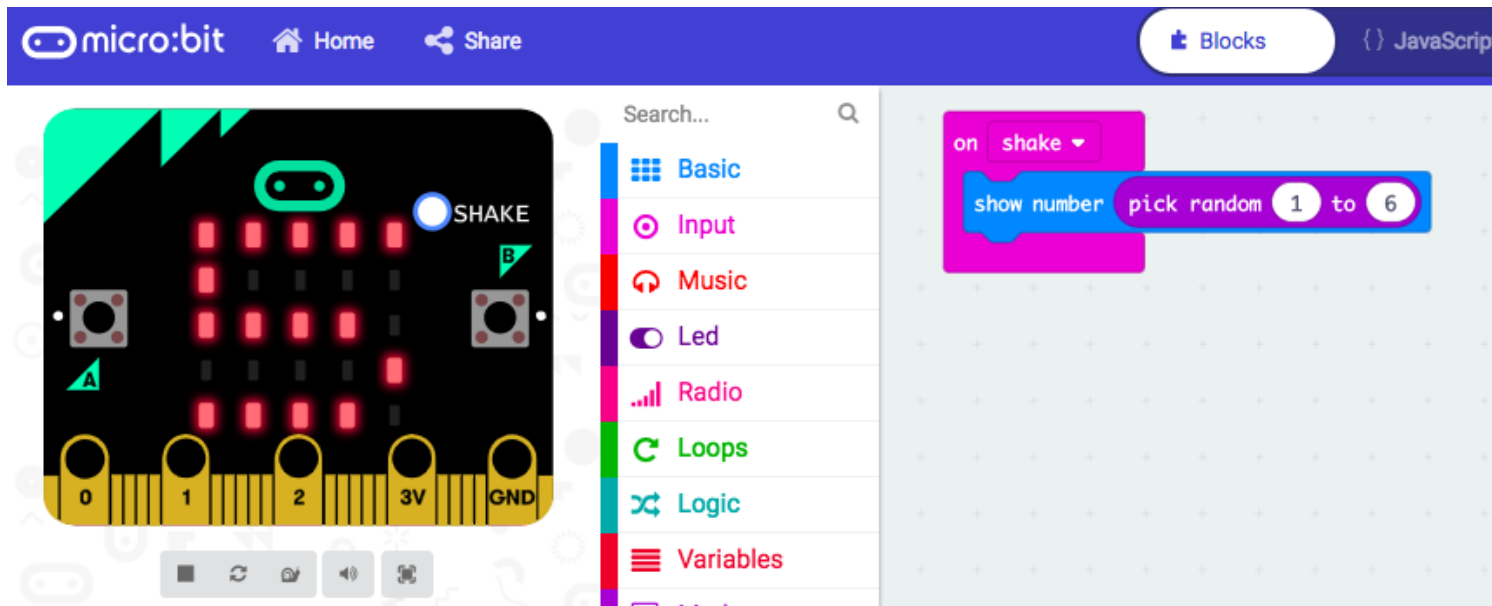 micro:bit Home Share Blocks {} JavaScrip
SHAKE
B
A
0 1 2 3V GND
Search...
Basic
Input
Music
Led
Radio
Loops
Logic
Variables
on shake
show number pick random 1 to 6